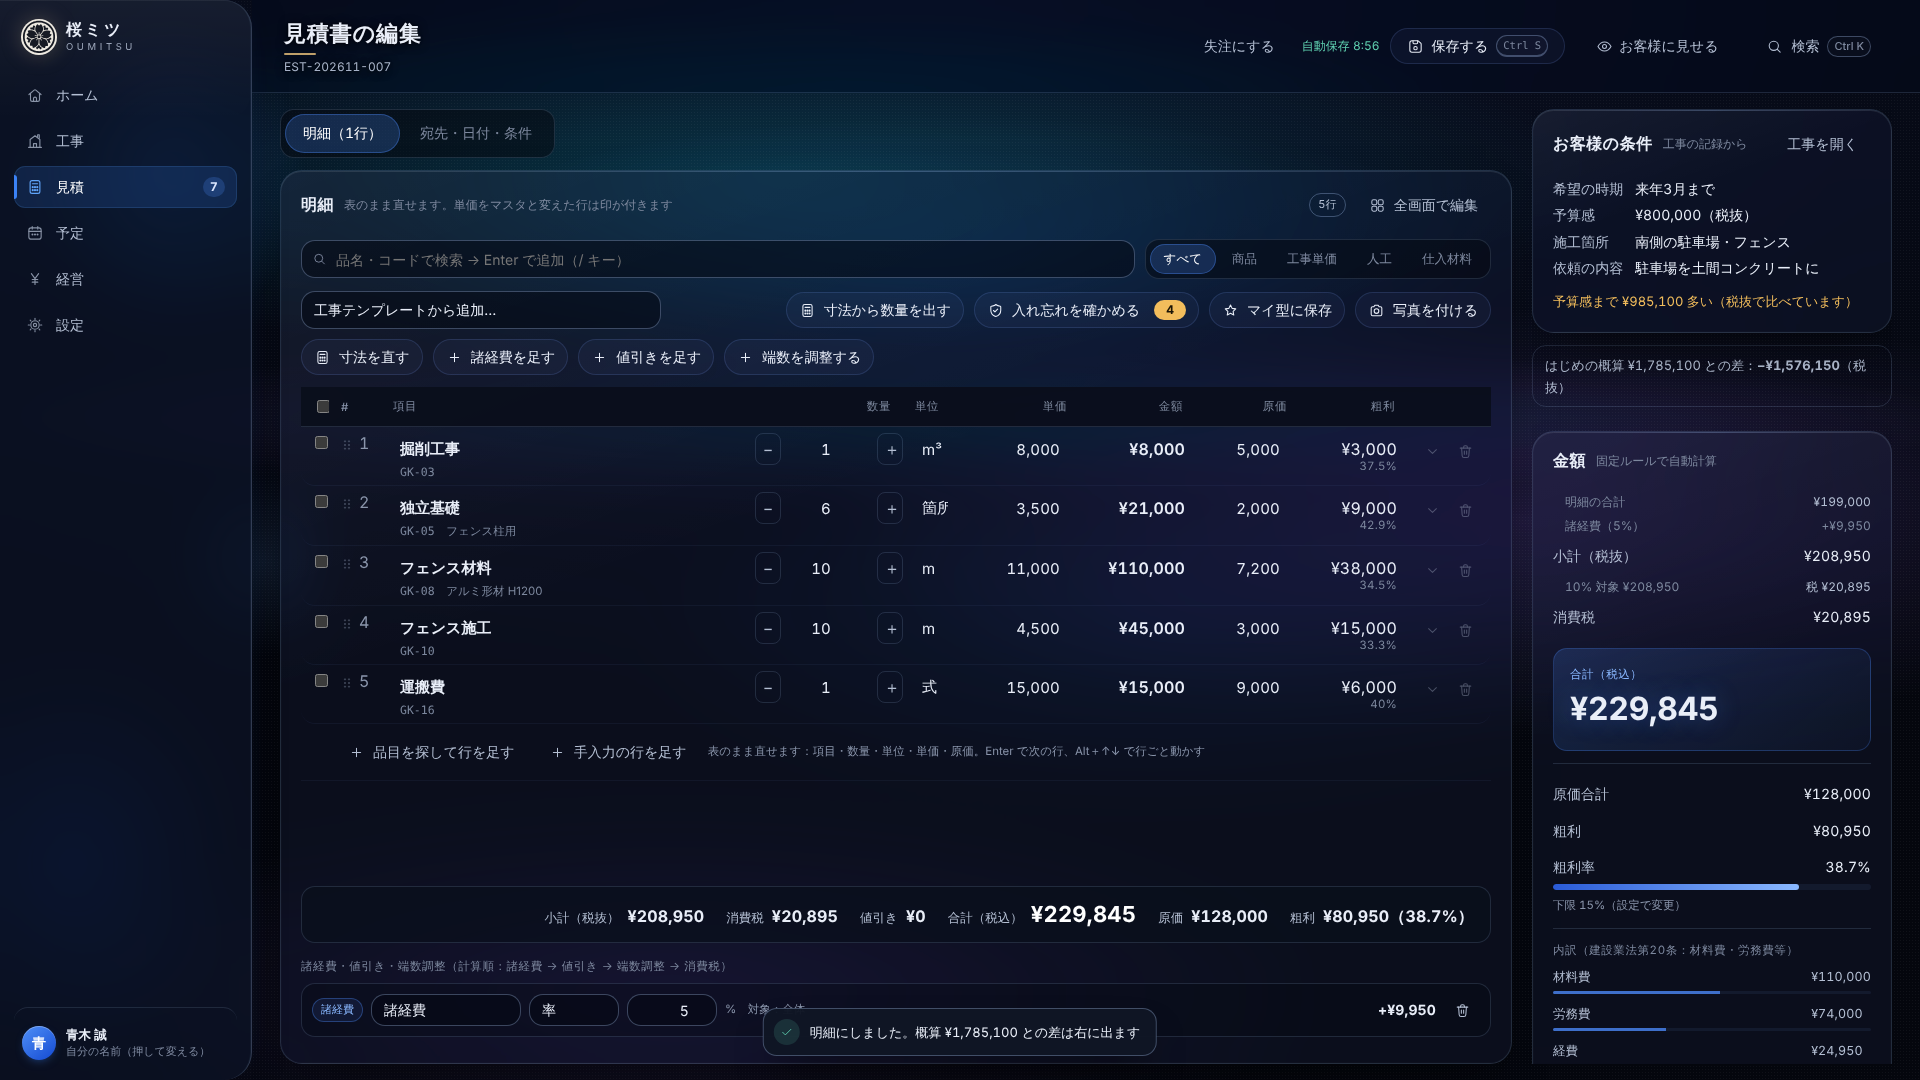 桜ミツ
OUMITSU
ホーム
工事
見積 7
予定
経営
設定
青 青木 誠
自分の名前（押して変える）
見積書の編集
EST-202611-007
失注にする 自動保存 8:56 保存する Ctrl S お客様に見せる 検索 Ctrl K
明細（1行） 宛先・日付・条件
明細 表のまま直せます。単価をマスタと変えた行は印が付きます 5行 全画面で編集
品名・コードで検索 → Enter で追加（/ キー） すべて 商品 工事単価 人工 仕入材料
工事テンプレートから追加... 寸法から数量を出す 入れ忘れを確かめる 4 マイ型に保存 写真を付ける
寸法を直す + 諸経費を足す + 値引きを足す + 端数を調整する
# 項目 数量 単位 単価 金額 原価 粗利
1 掘削工事 − 1 + m³ 8,000 ¥8,000 5,000 ¥3,000
GK-03 37.5%
2 独立基礎 − 6 + 箇所 3,500 ¥21,000 2,000 ¥9,000
GK-05 フェンス柱用 42.9%
3 フェンス材料 − 10 + m 11,000 ¥110,000 7,200 ¥38,000
GK-08 アルミ形材 H1200 34.5%
4 フェンス施工 − 10 + m 4,500 ¥45,000 3,000 ¥15,000
GK-10 33.3%
5 運搬費 − 1 + 式 15,000 ¥15,000 9,000 ¥6,000
GK-16 40%
+ 品目を探して行を足す + 手入力の行を足す 表のまま直せます：項目・数量・単位・単価・原価。Enter で次の行、Alt＋↑↓ で行ごと動かす
小計（税抜） ¥208,950 消費税 ¥20,895 値引き ¥0 合計（税込） ¥229,845 原価 ¥128,000 粗利 ¥80,950（38.7%）
諸経費・値引き・端数調整（計算順：諸経費 → 値引き → 端数調整 → 消費税）
諸経費 諸経費 率 5 % 対象：全体 +¥9,950
明細にしました。概算 ¥1,785,100 との差は右に出ます
お客様の条件 工事の記録から 工事を開く
希望の時期 来年3月まで
予算感 ¥800,000（税抜）
施工箇所 南側の駐車場・フェンス
依頼の内容 駐車場を土間コンクリートに
予算感まで ¥985,100 多い（税抜で比べています）
はじめの概算 ¥1,785,100 との差：−¥1,576,150（税
抜）
金額 固定ルールで自動計算
明細の合計 ¥199,000
諸経費（5%） +¥9,950
小計（税抜） ¥208,950
10% 対象 ¥208,950 税 ¥20,895
消費税 ¥20,895
合計（税込）
¥229,845
原価合計 ¥128,000
粗利 ¥80,950
粗利率 38.7%
下限 15%（設定で変更）
内訳（建設業法第20条：材料費・労務費等）
材料費 ¥110,000
労務費 ¥74,000
経費 ¥24,950